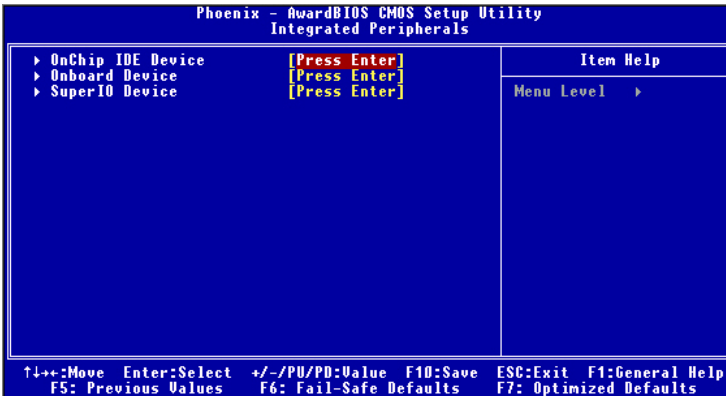 Phoenix - AwardBIOS CMOS Setup Utility
Integrated Peripherals
▸ OnChip IDE Device [Press Enter]
▸ Onboard Device [Press Enter]
▸ SuperIO Device [Press Enter]
Item Help
Menu Level ▸
↑↓→←:Move Enter:Select +/-/PU/PD:Value F10:Save ESC:Exit F1:General Help
F5: Previous Values F6: Fail-Safe Defaults F7: Optimized Defaults